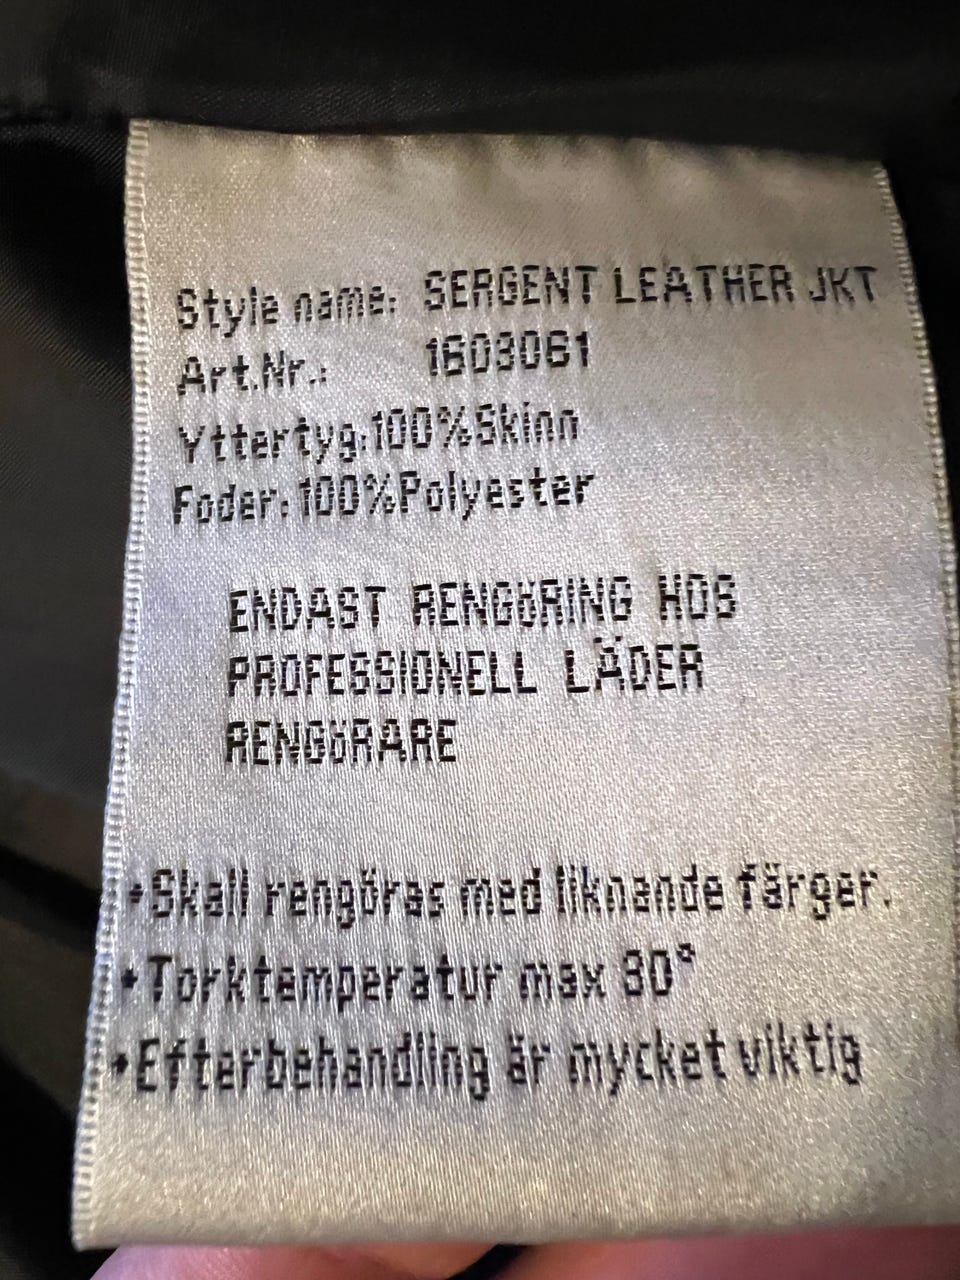 Style name: SERGENT LEATHER JKT
Art.Nr.: 1603061
Yttertyg:100%Skinn
Foder:100%Polyester
ENDAST RENGÖRING HOS
PROFESSIONELL LÄDER
RENGÖRARE
•Skall rengöras med liknande färger.
•Torktemperatur max 30°
•Efterbehandling är mycket viktig